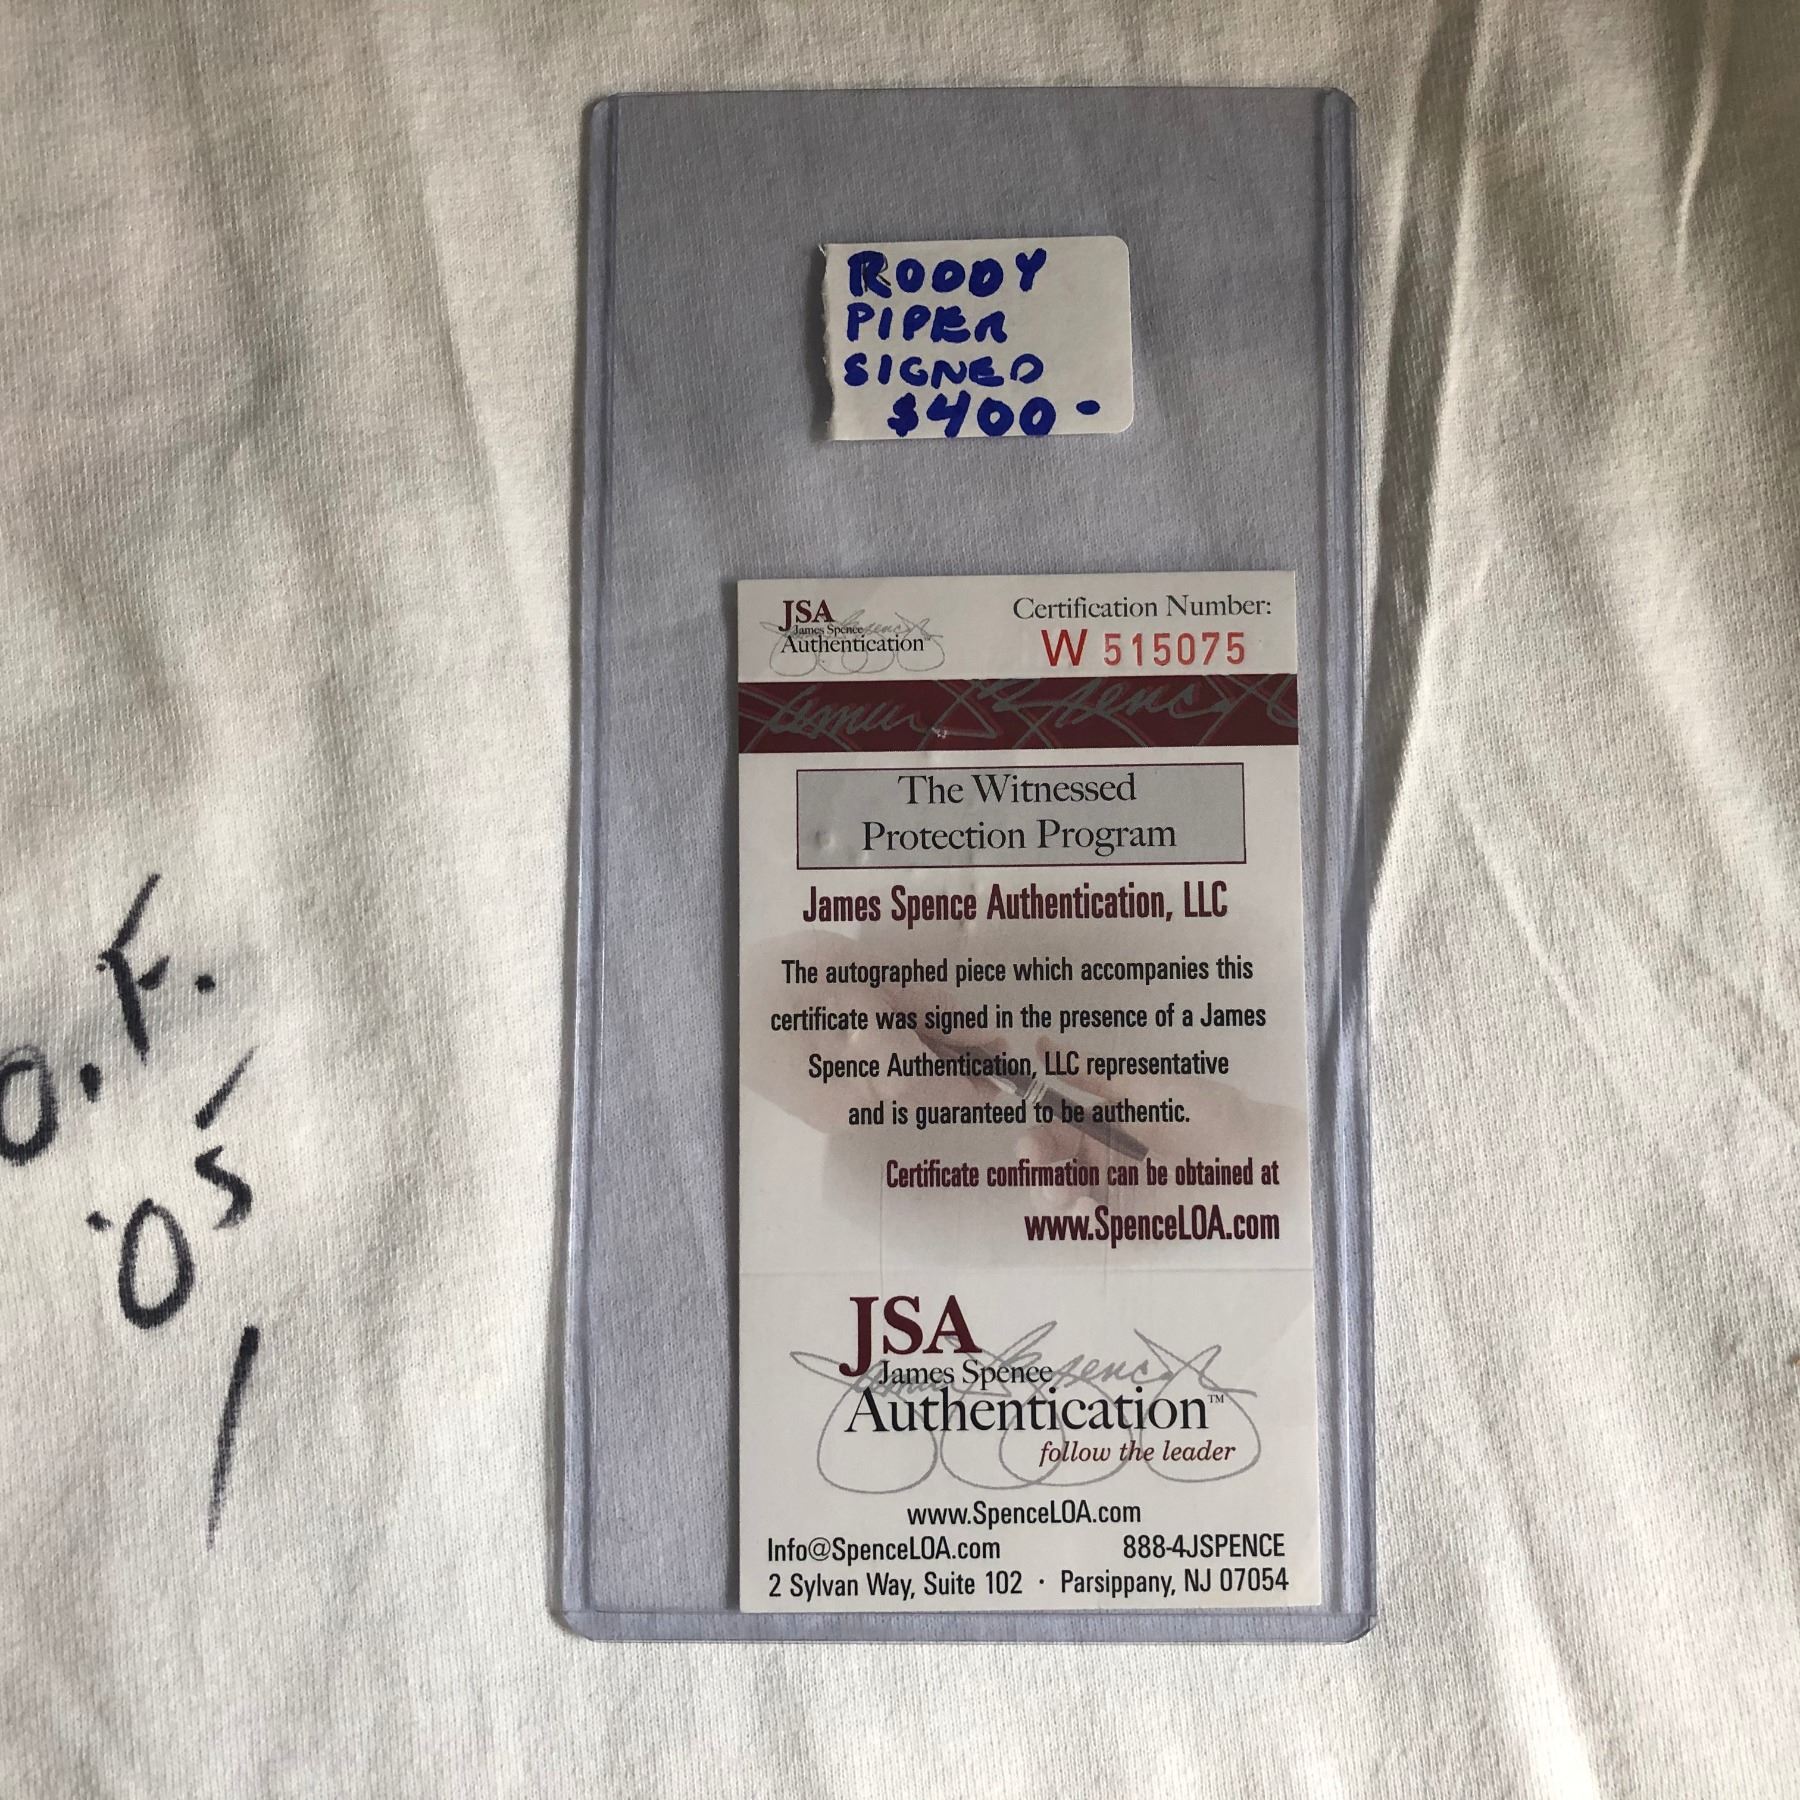 RODDY
PIPER
SIGNED
$400-
JSA
James Spence
Authentication
Certification Number:
W 515075
The Witnessed
Protection Program
James Spence Authentication, LLC
The autographed piece which accompanies this
certificate was signed in the presence of a James
Spence Authentication, LLC representative
and is guaranteed to be authentic.
Certificate confirmation can be obtained at
www.SpenceLOA.com
JSA
James Spence
Authentication™
follow the leader
www.SpenceLOA.com
Info@SpenceLOA.com 888-4JSPENCE
2 Sylvan Way, Suite 102 · Parsippany, NJ 07054
O.F.
'05